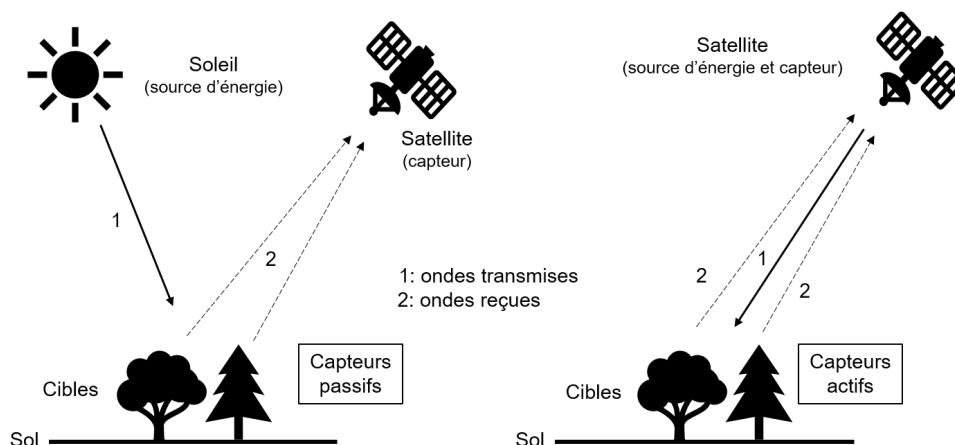 Soleil
(source d'énergie)
Satellite
(capteur)
1
2
Cibles
Capteurs
passifs
Sol
1: ondes transmises
2: ondes reçues
Satellite
(source d'énergie et capteur)
2
1
2
Cibles
Capteurs
actifs
Sol